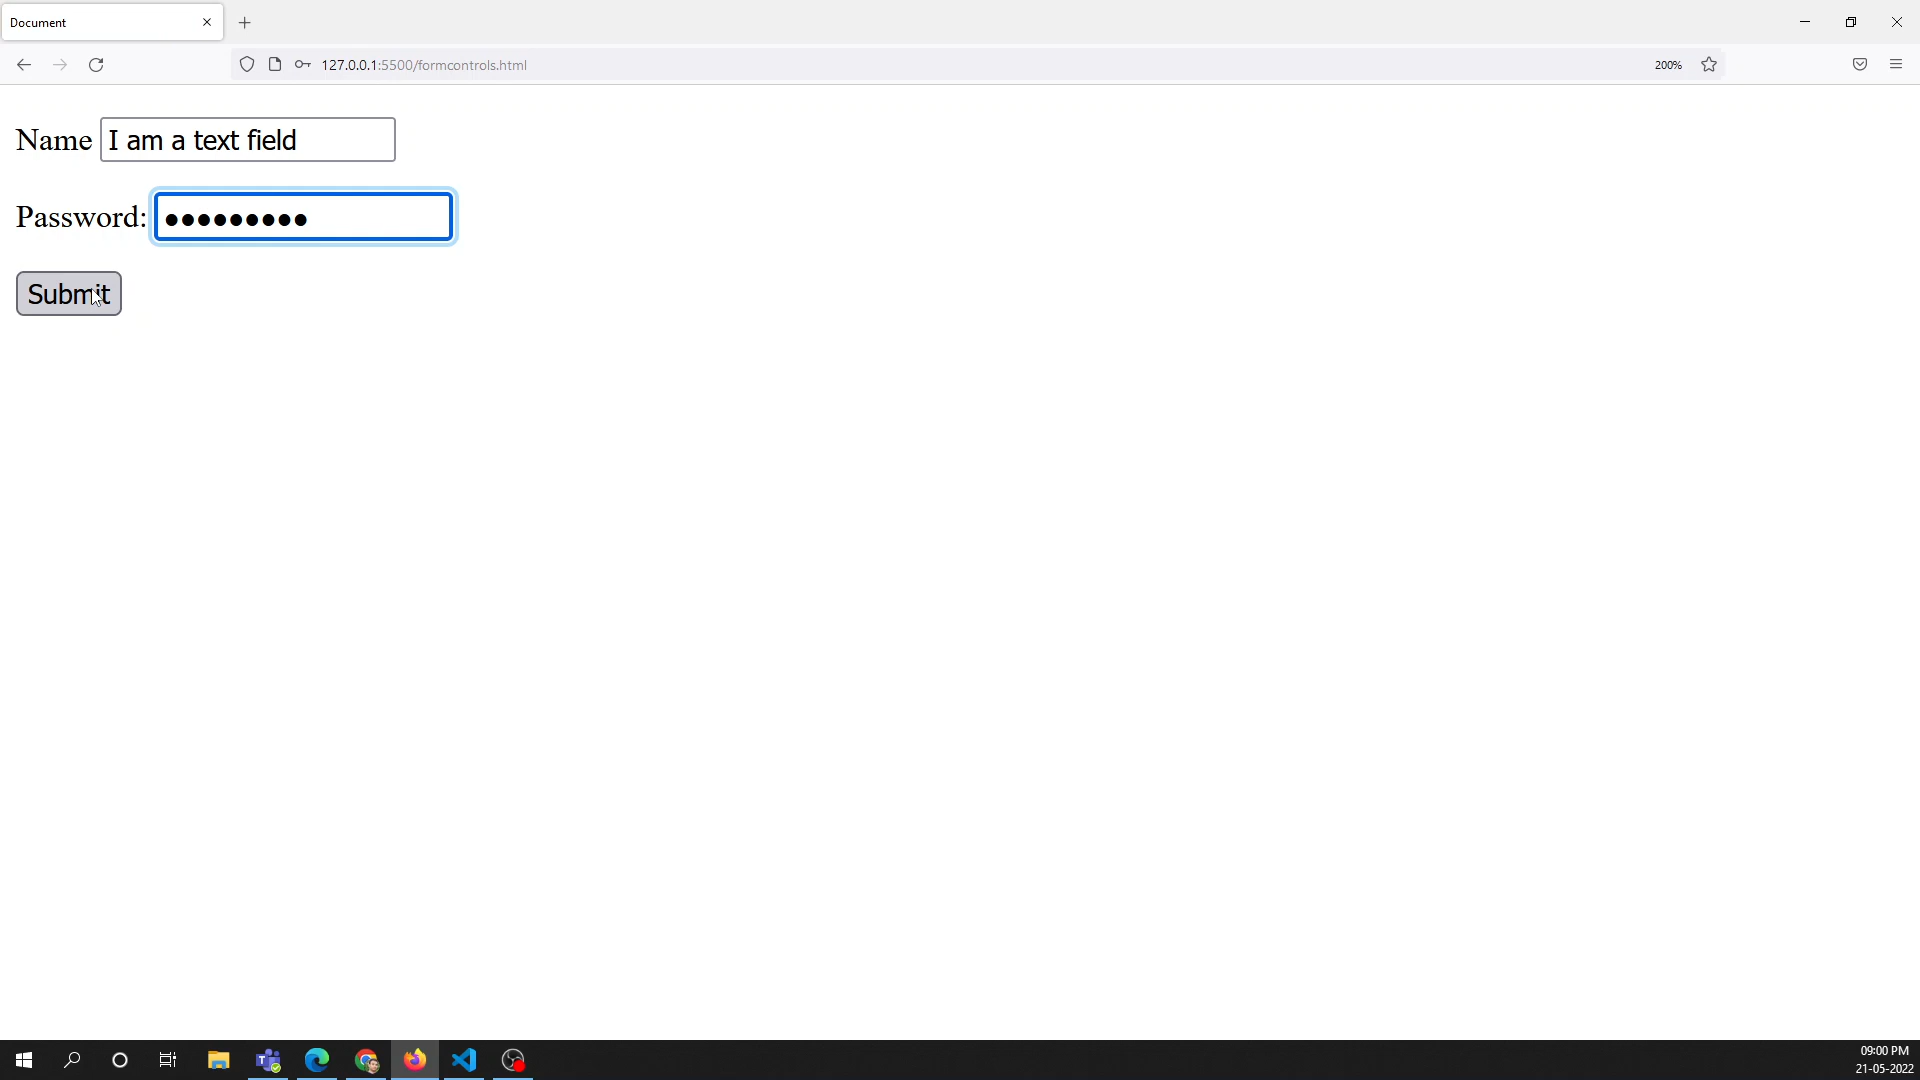 Document
127.0.0.1:5500/formcontrols.html
200%
Name I am a text field
Password: •••••••••
Submit
09:00 PM
21-05-2022